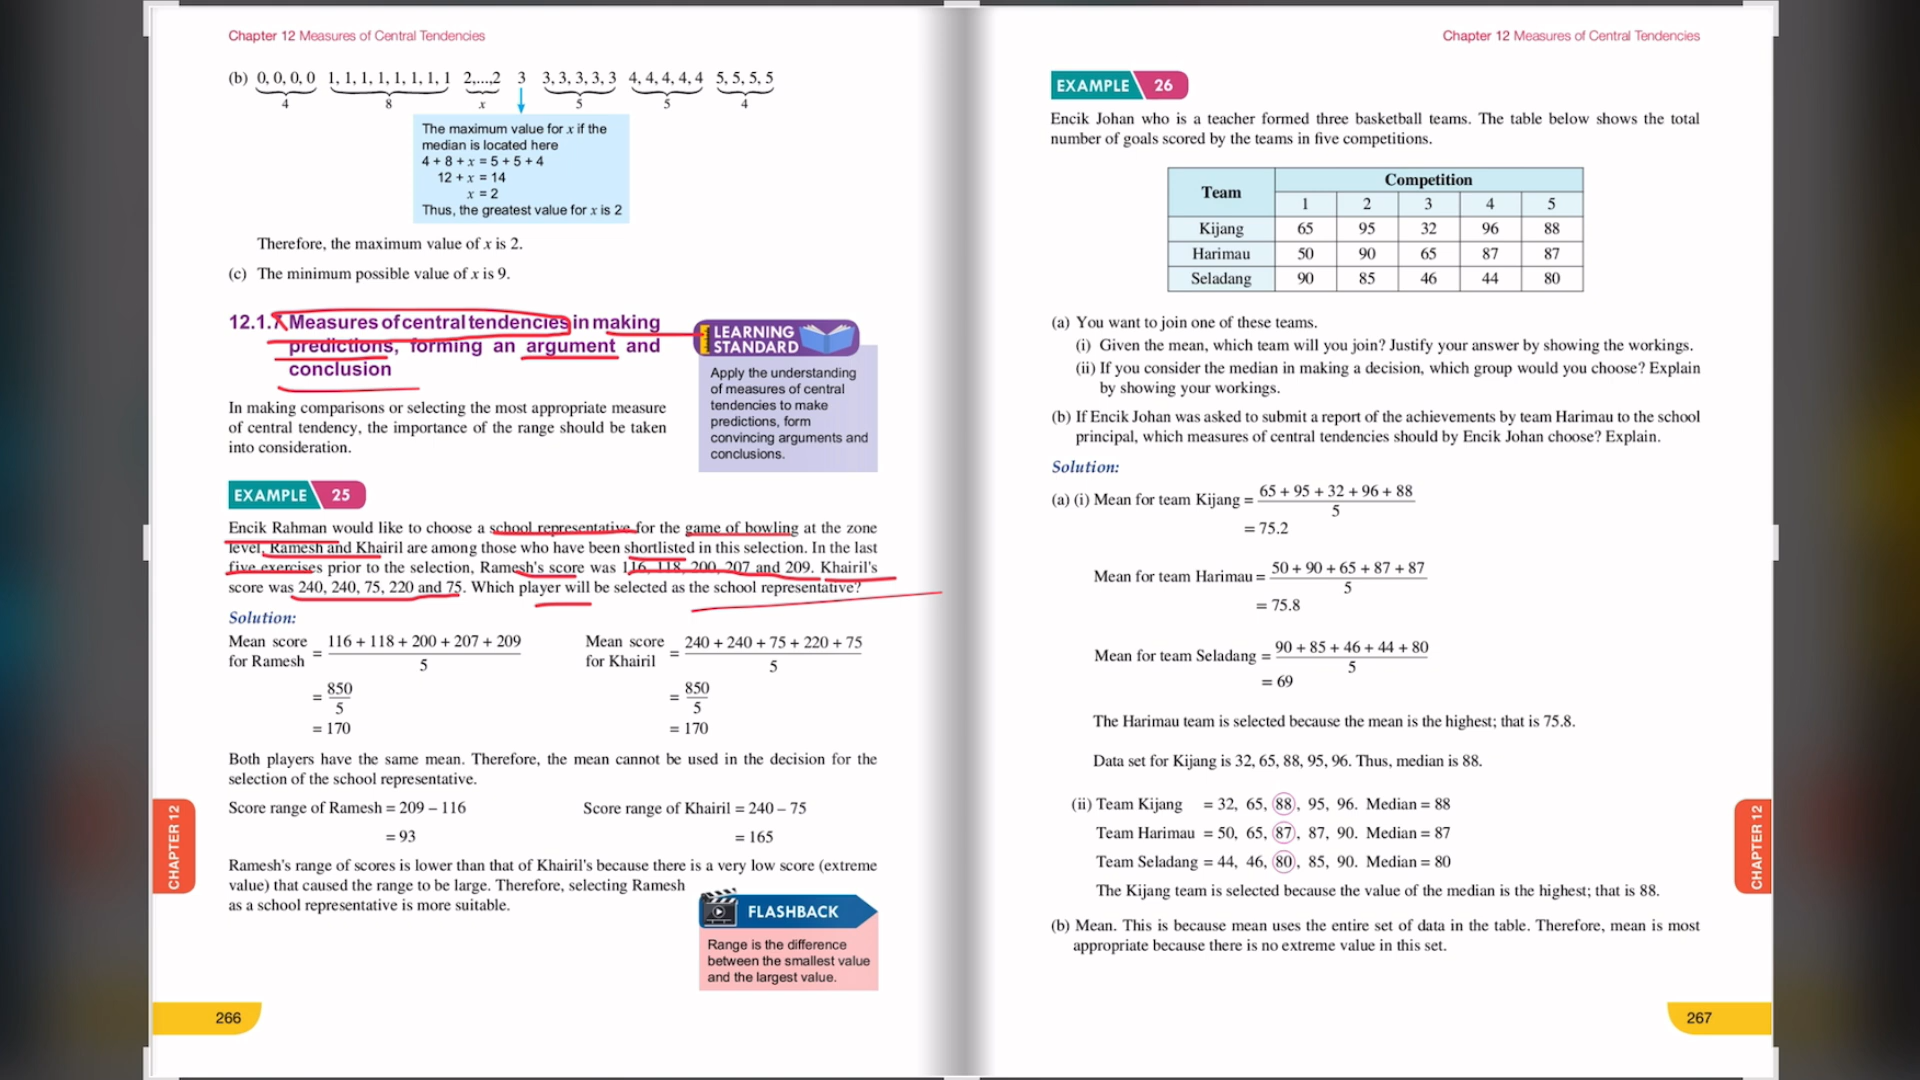 Chapter 12 Measures of Central Tendencies
(b) 0, 0, 0, 0 1, 1, 1, 1, 1, 1, 1, 1 2,...,2 3 3, 3, 3, 3, 3 4, 4, 4, 4, 4 5, 5, 5, 5
4 8 x 5 5 4
The maximum value for x if the
median is located here
4 + 8 + x = 5 + 5 + 4
12 + x = 14
x = 2
Thus, the greatest value for x is 2
Therefore, the maximum value of x is 2.
(c) The minimum possible value of x is 9.
12.1.7 Measures of central tendencies in making
predictions, forming an argument and
conclusion
LEARNING
STANDARD
Apply the understanding
of measures of central
tendencies to make
predictions, form
convincing arguments and
conclusions.
In making comparisons or selecting the most appropriate measure
of central tendency, the importance of the range should be taken
into consideration.
EXAMPLE 25
Encik Rahman would like to choose a school representative for the game of bowling at the zone
level, Ramesh and Khairil are among those who have been shortlisted in this selection. In the last
five exercises prior to the selection, Ramesh's score was 116, 118, 200, 207 and 209. Khairil's
score was 240, 240, 75, 220 and 75. Which player will be selected as the school representative?
Solution:
Mean score for Ramesh = 116 + 118 + 200 + 207 + 209 / 5
= 850 / 5
= 170
Mean score for Khairil = 240 + 240 + 75 + 220 + 75 / 5
= 850 / 5
= 170
Both players have the same mean. Therefore, the mean cannot be used in the decision for the
selection of the school representative.
Score range of Ramesh = 209 – 116
= 93
Score range of Khairil = 240 – 75
= 165
Ramesh's range of scores is lower than that of Khairil's because there is a very low score (extreme
value) that caused the range to be large. Therefore, selecting Ramesh
as a school representative is more suitable.
FLASHBACK
Range is the difference
between the smallest value
and the largest value.
CHAPTER 12
266
Chapter 12 Measures of Central Tendencies
EXAMPLE 26
Encik Johan who is a teacher formed three basketball teams. The table below shows the total
number of goals scored by the teams in five competitions.
Team Competition
1 2 3 4 5
Kijang 65 95 32 96 88
Harimau 50 90 65 87 87
Seladang 90 85 46 44 80
(a) You want to join one of these teams.
(i) Given the mean, which team will you join? Justify your answer by showing the workings.
(ii) If you consider the median in making a decision, which group would you choose? Explain
by showing your workings.
(b) If Encik Johan was asked to submit a report of the achievements by team Harimau to the school
principal, which measures of central tendencies should by Encik Johan choose? Explain.
Solution:
(a) (i) Mean for team Kijang = 65 + 95 + 32 + 96 + 88 / 5
= 75.2
Mean for team Harimau = 50 + 90 + 65 + 87 + 87 / 5
= 75.8
Mean for team Seladang = 90 + 85 + 46 + 44 + 80 / 5
= 69
The Harimau team is selected because the mean is the highest; that is 75.8.
Data set for Kijang is 32, 65, 88, 95, 96. Thus, median is 88.
(ii) Team Kijang = 32, 65, 88, 95, 96. Median = 88
Team Harimau = 50, 65, 87, 87, 90. Median = 87
Team Seladang = 44, 46, 80, 85, 90. Median = 80
The Kijang team is selected because the value of the median is the highest; that is 88.
(b) Mean. This is because mean uses the entire set of data in the table. Therefore, mean is most
appropriate because there is no extreme value in this set.
CHAPTER 12
267